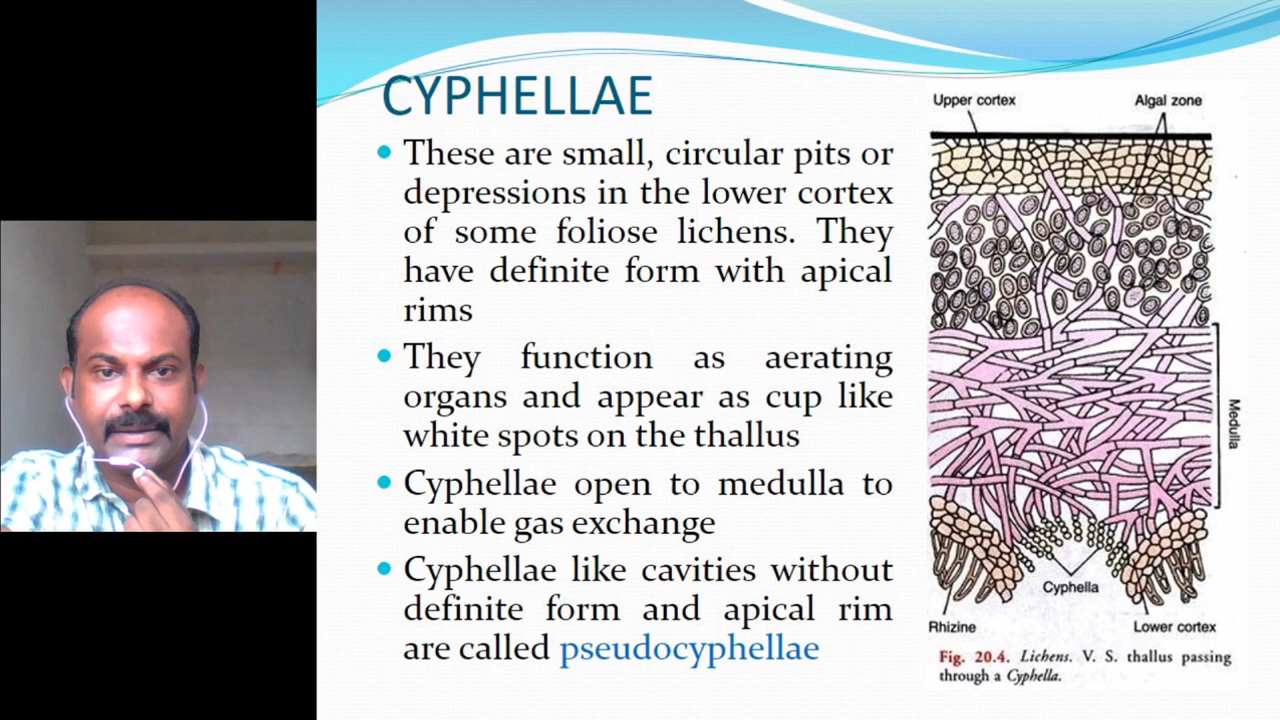 CYPHELLAE
• These are small, circular pits or
depressions in the lower cortex
of some foliose lichens. They
have definite form with apical
rims
• They function as aerating
organs and appear as cup like
white spots on the thallus
• Cyphellae open to medulla to
enable gas exchange
• Cyphellae like cavities without
definite form and apical rim
are called pseudocyphellae
Upper cortex
Algal zone
Medulla
Cyphella
Rhizine
Lower cortex
Fig. 20.4. Lichens. V. S. thallus passing
through a Cyphella.